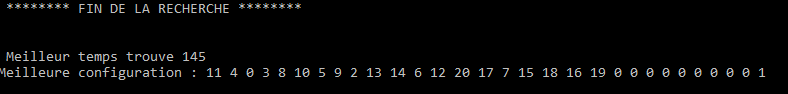 ******** FIN DE LA RECHERCHE ********
Meilleur temps trouve 145
Meilleure configuration : 11 4 0 3 8 10 5 9 2 13 14 6 12 20 17 7 15 18 16 19 0 0 0 0 0 0 0 0 0 1